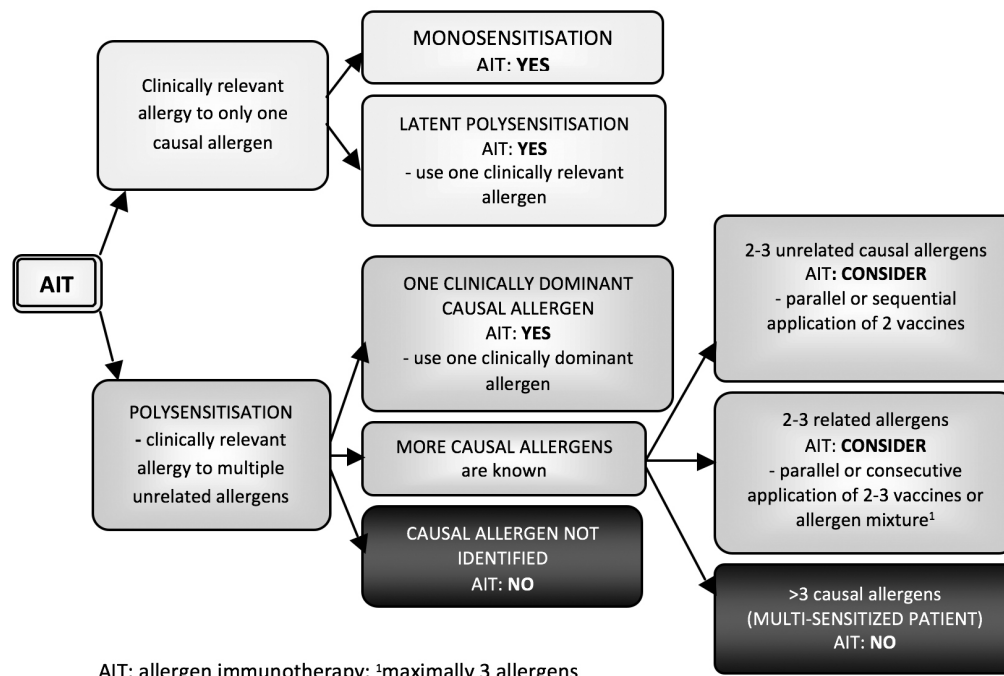 MONOSENSITISATION
AIT: YES
Clinically relevant
allergy to only one
causal allergen
LATENT POLYSENSITISATION
AIT: YES
- use one clinically relevant
allergen
AIT
ONE CLINICALLY DOMINANT
CAUSAL ALLERGEN
AIT: YES
- use one clinically dominant
allergen
POLYSENSITISATION
- clinically relevant
allergy to multiple
unrelated allergens
MORE CAUSAL ALLERGENS
are known
CAUSAL ALLERGEN NOT
IDENTIFIED
AIT: NO
2-3 unrelated causal allergens
AIT: CONSIDER
- parallel or sequential
application of 2 vaccines
2-3 related allergens
AIT: CONSIDER
- parallel or consecutive
application of 2-3 vaccines or
allergen mixture¹
>3 causal allergens
(MULTI-SENSITIZED PATIENT)
AIT: NO
AIT: allergen immunotherapy; ¹maximally 3 allergens